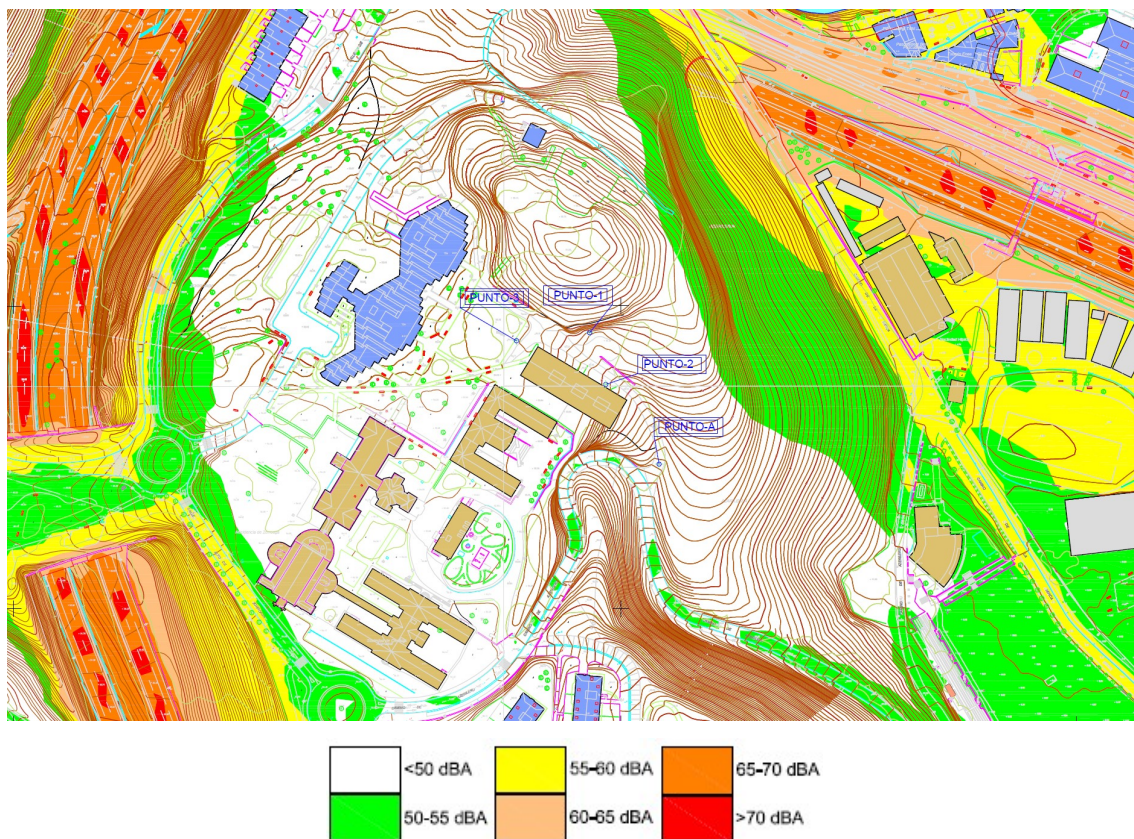 PUNTO-3
PUNTO-1
PUNTO-2
PUNTO-A
<50 dBA
55-60 dBA
65-70 dBA
50-55 dBA
60-65 dBA
>70 dBA